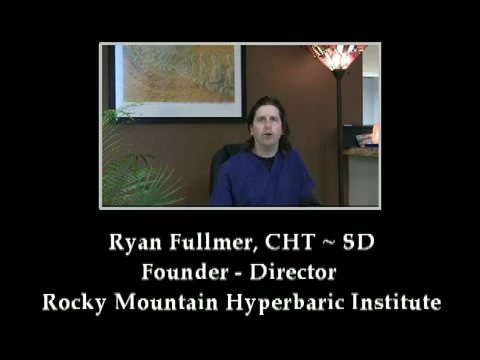 Ryan Fullmer, CHT ~ SD
Founder - Director
Rocky Mountain Hyperbaric Institute